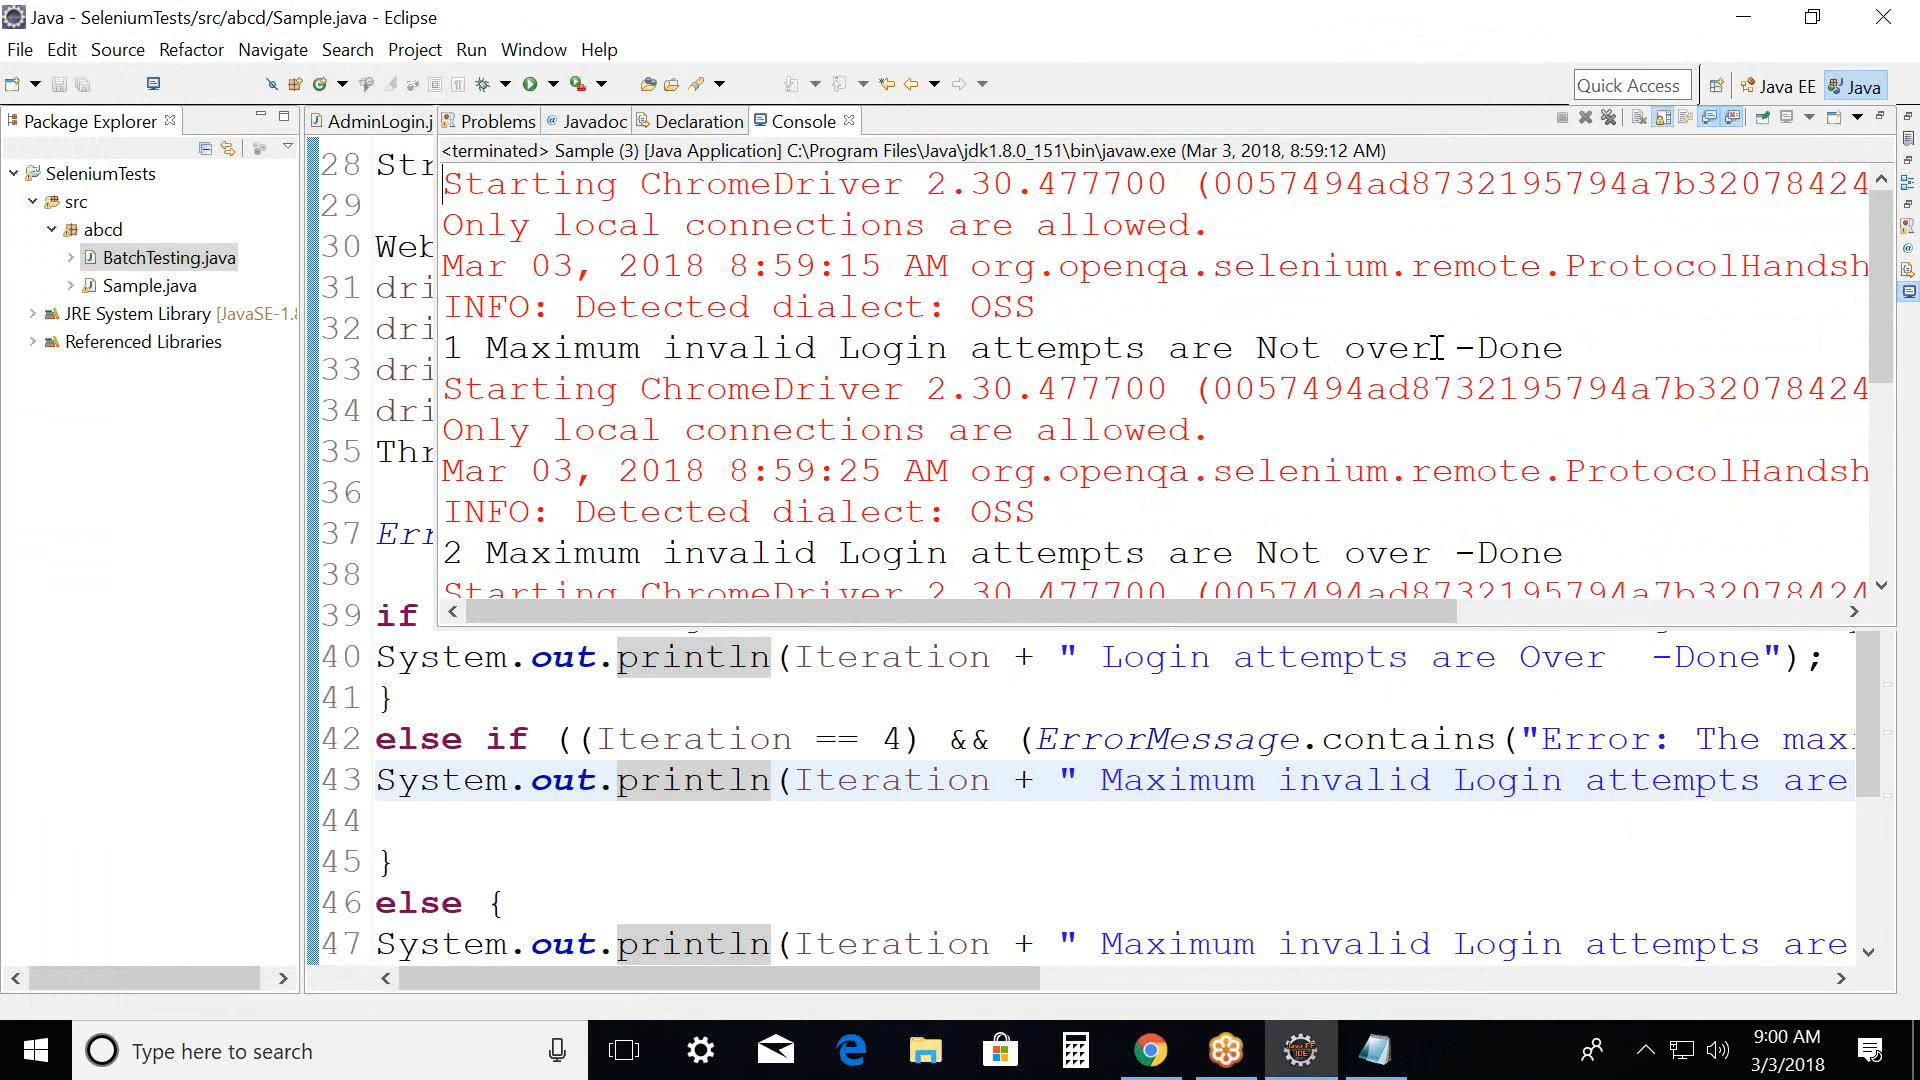 Java - SeleniumTests/src/abcd/Sample.java - Eclipse
File Edit Source Refactor Navigate Search Project Run Window Help
Quick Access
Java EE
Java
Package Explorer
AdminLogin.j
Problems
Javadoc
Declaration
Console
SeleniumTests
src
abcd
BatchTesting.java
Sample.java
JRE System Library [JavaSE-1.8
Referenced Libraries
<terminated> Sample (3) [Java Application] C:\Program Files\Java\jdk1.8.0_151\bin\javaw.exe (Mar 3, 2018, 8:59:12 AM)
Starting ChromeDriver 2.30.477700 (0057494ad8732195794a7b32078424
Only local connections are allowed.
Mar 03, 2018 8:59:15 AM org.openqa.selenium.remote.ProtocolHandsh
INFO: Detected dialect: OSS
1 Maximum invalid Login attempts are Not over -Done
Starting ChromeDriver 2.30.477700 (0057494ad8732195794a7b32078424
Only local connections are allowed.
Mar 03, 2018 8:59:25 AM org.openqa.selenium.remote.ProtocolHandsh
INFO: Detected dialect: OSS
2 Maximum invalid Login attempts are Not over -Done
Starting ChromeDriver 2.30.477700 (0057494ad8732195794a7b32078424
28 Str
29
30 Web
31 dri
32 dri
33 dri
34 dri
35 Thr
36
37 Err
38
39 if
40 System.out.println(Iteration + " Login attempts are Over  -Done");
41 }
42 else if ((Iteration == 4) && (ErrorMessage.contains("Error: The max
43 System.out.println(Iteration + " Maximum invalid Login attempts are
44
45 }
46 else {
47 System.out.println(Iteration + " Maximum invalid Login attempts are
Type here to search
Java EE
IDE
9:00 AM
3/3/2018